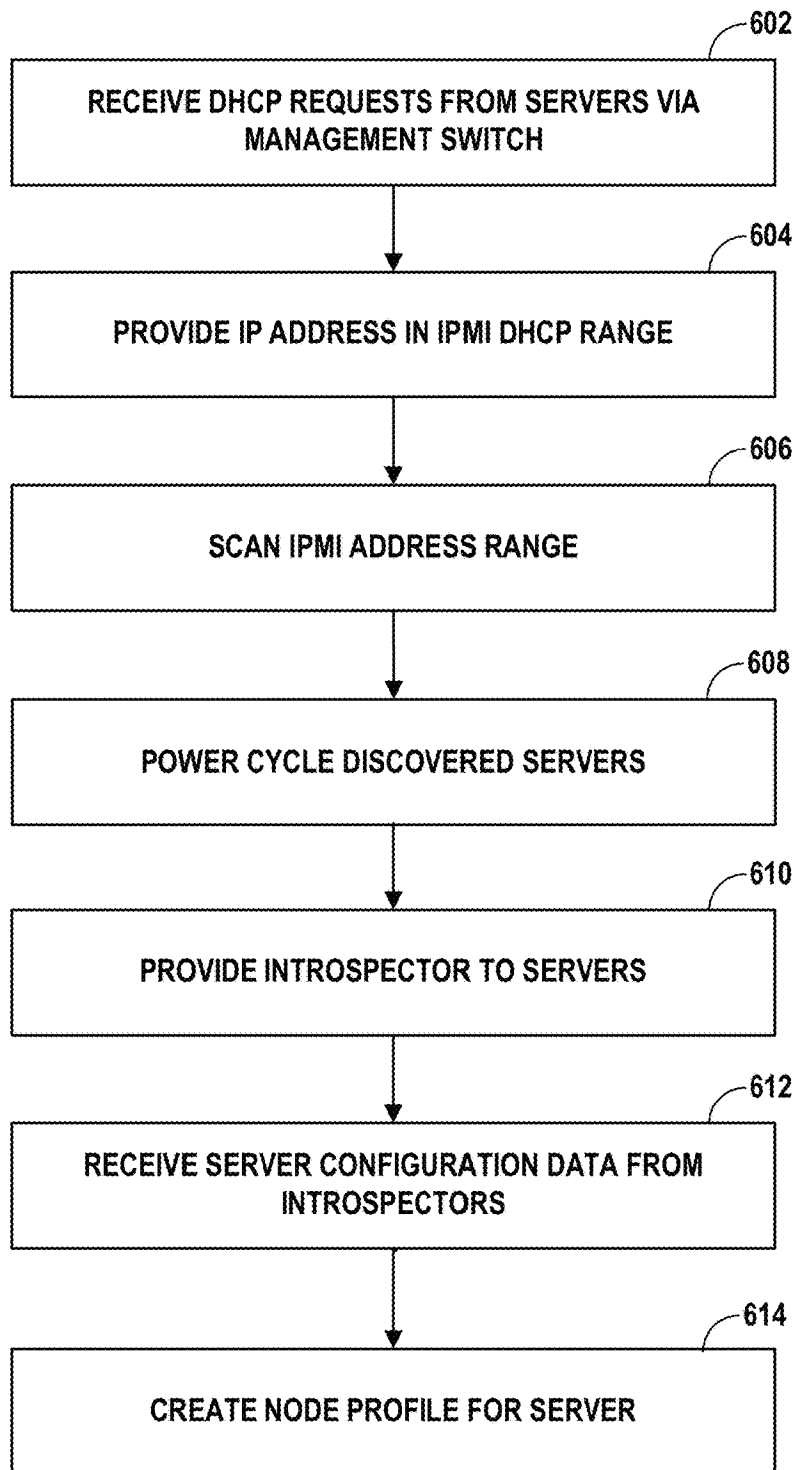 602
RECEIVE DHCP REQUESTS FROM SERVERS VIA
MANAGEMENT SWITCH
604
PROVIDE IP ADDRESS IN IPMI DHCP RANGE
606
SCAN IPMI ADDRESS RANGE
608
POWER CYCLE DISCOVERED SERVERS
610
PROVIDE INTROSPECTOR TO SERVERS
612
RECEIVE SERVER CONFIGURATION DATA FROM
INTROSPECTORS
614
CREATE NODE PROFILE FOR SERVER